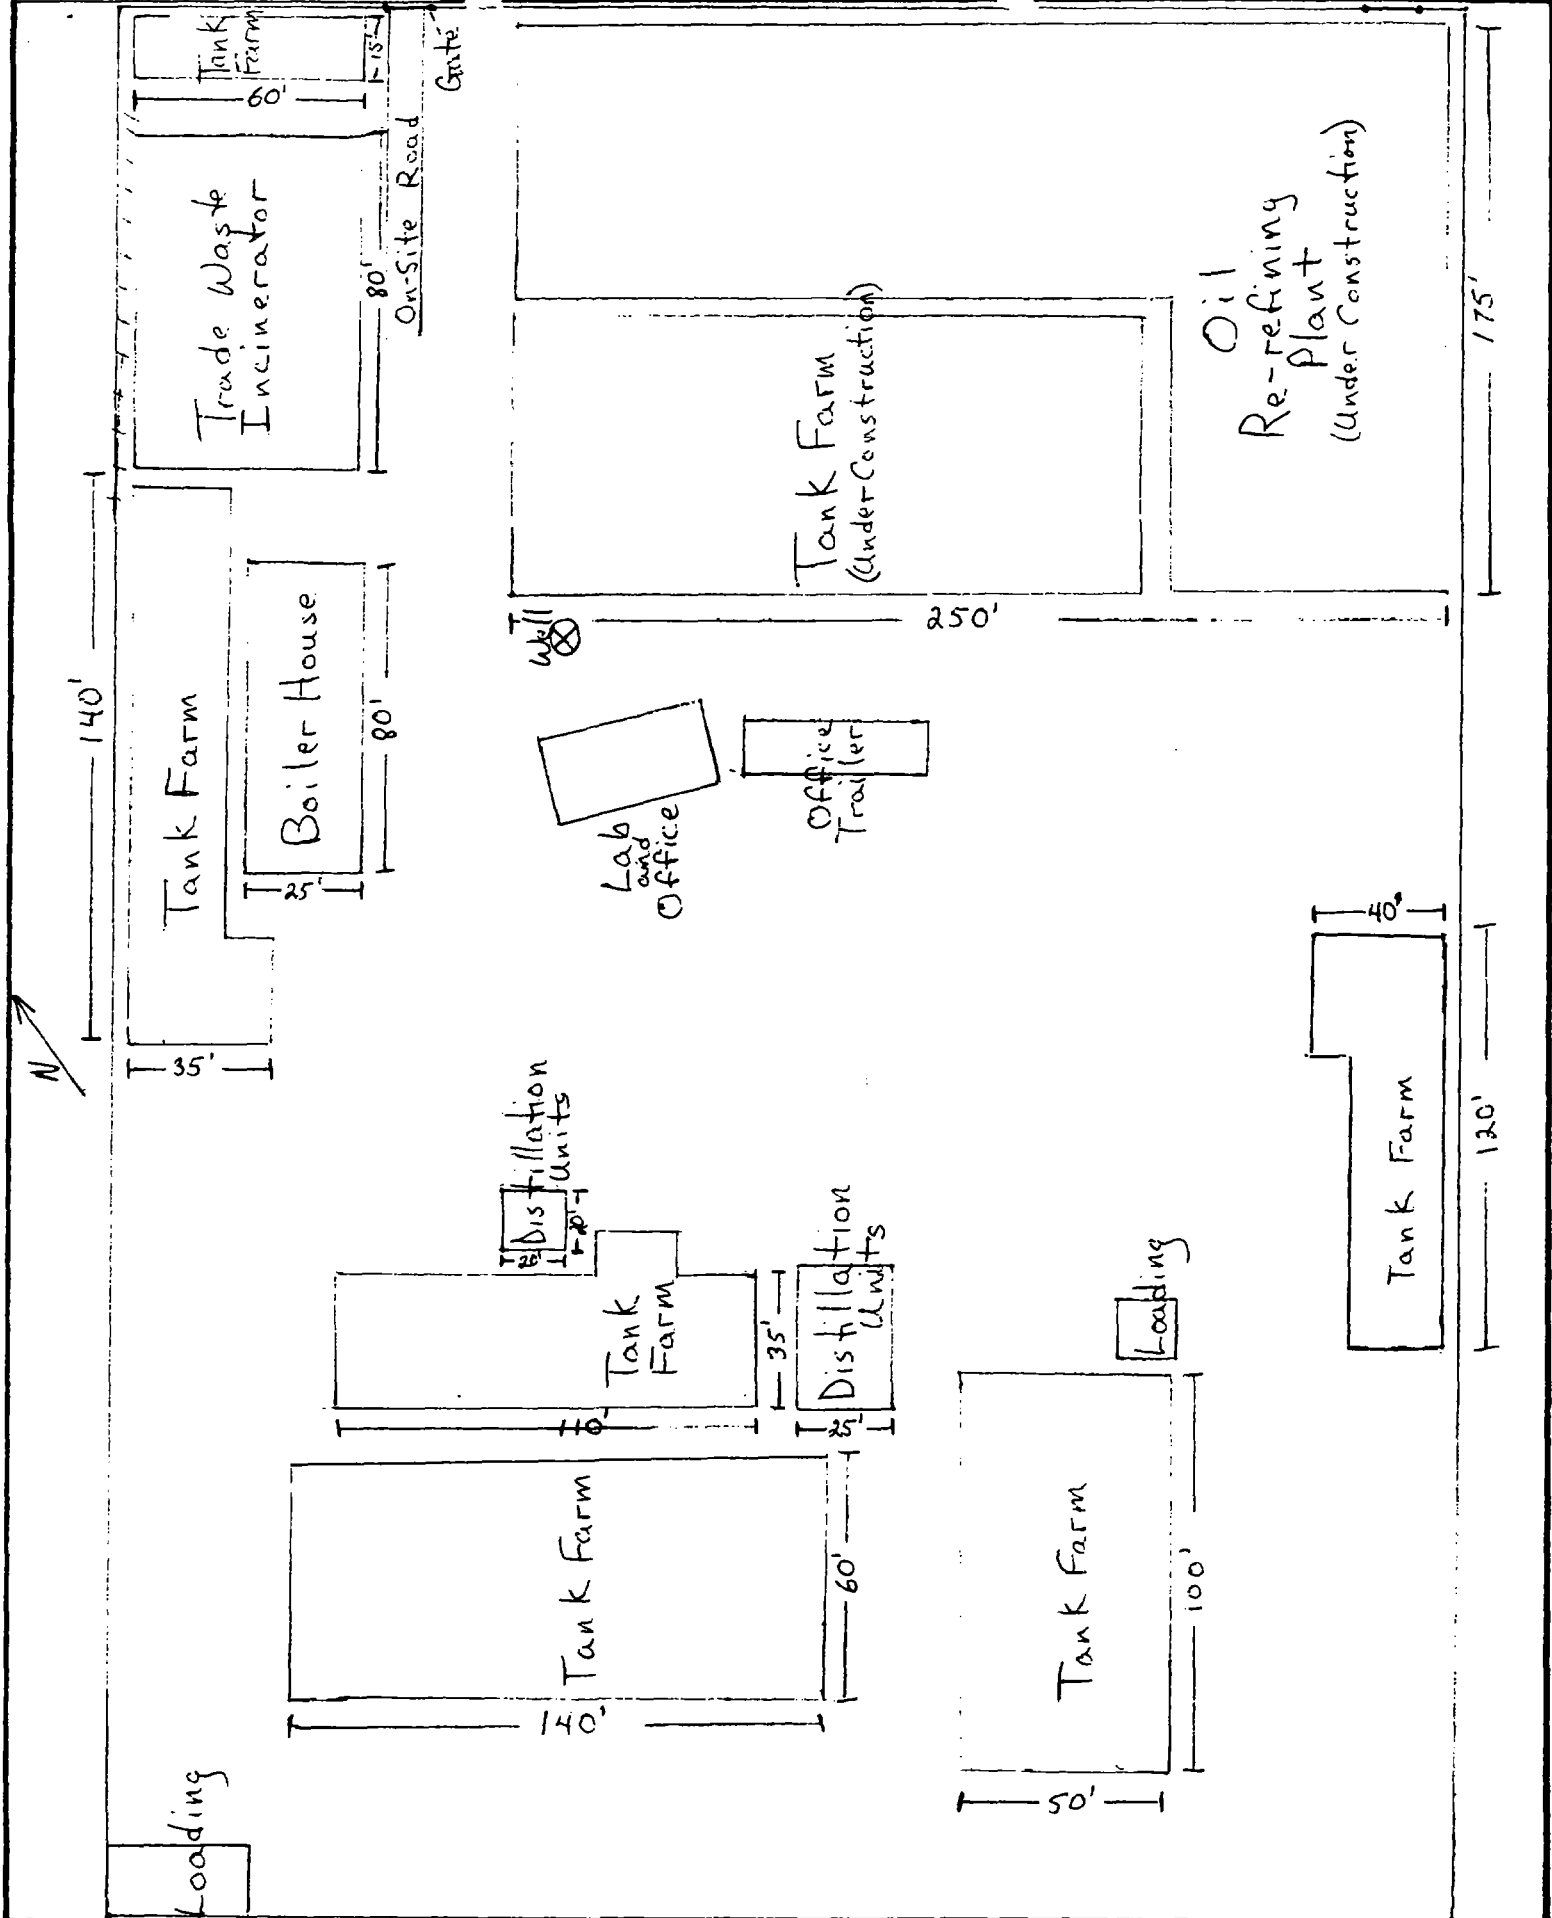 Tank
Farm
15'
60'
Gate
Trade Waste
Incinerator
80'
On-Site Road
Tank Farm
(Under Construction)
Oil
Re-refining
Plant
(Under Construction)
175'
250'
Well
140'
Tank Farm
35'
Boiler House
80'
25'
Lab
and
Office
Office
Trailer
N
40'
120'
Tank Farm
Distillation
Units
20'
Tank
Farm
35'
Distillation
Units
25'
Loading
Tank Farm
60'
140'
Tank Farm
100'
50'
Loading